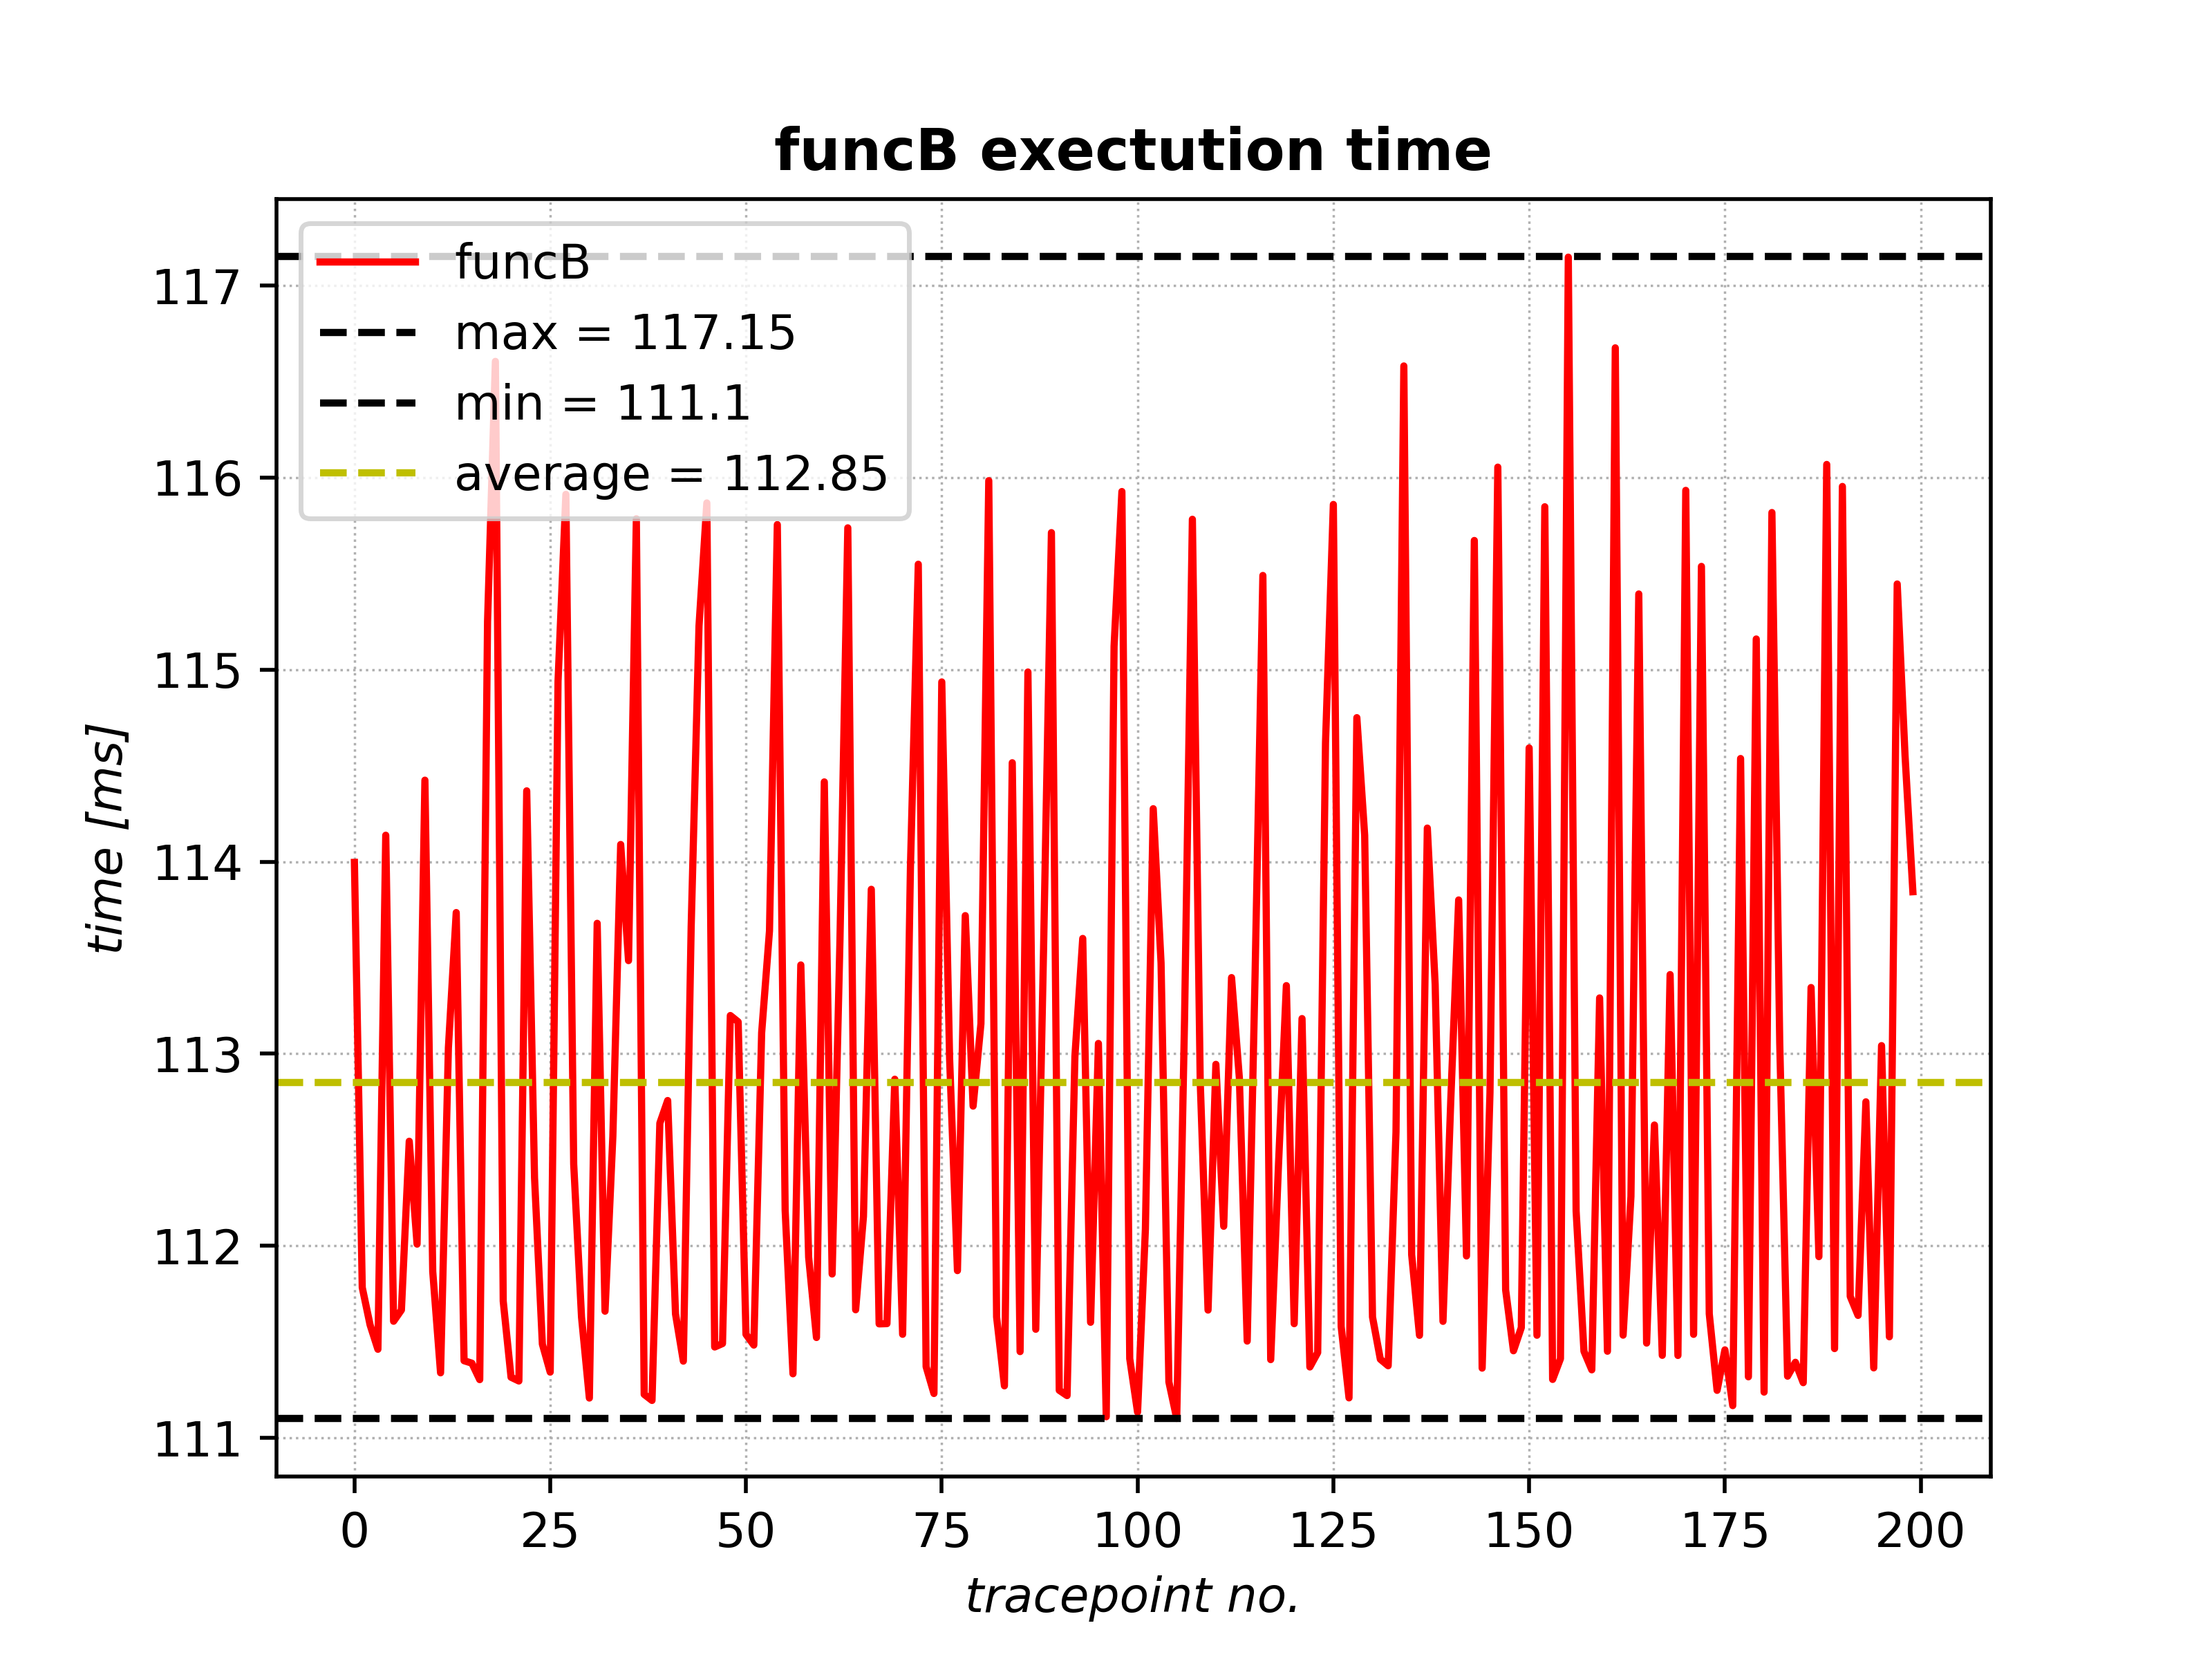 funcB exectution time
funcB
max = 117.15
min = 111.1
average = 112.85
117
116
115
114
113
112
111
time [ms]
0 25 50 75 100 125 150 175 200
tracepoint no.